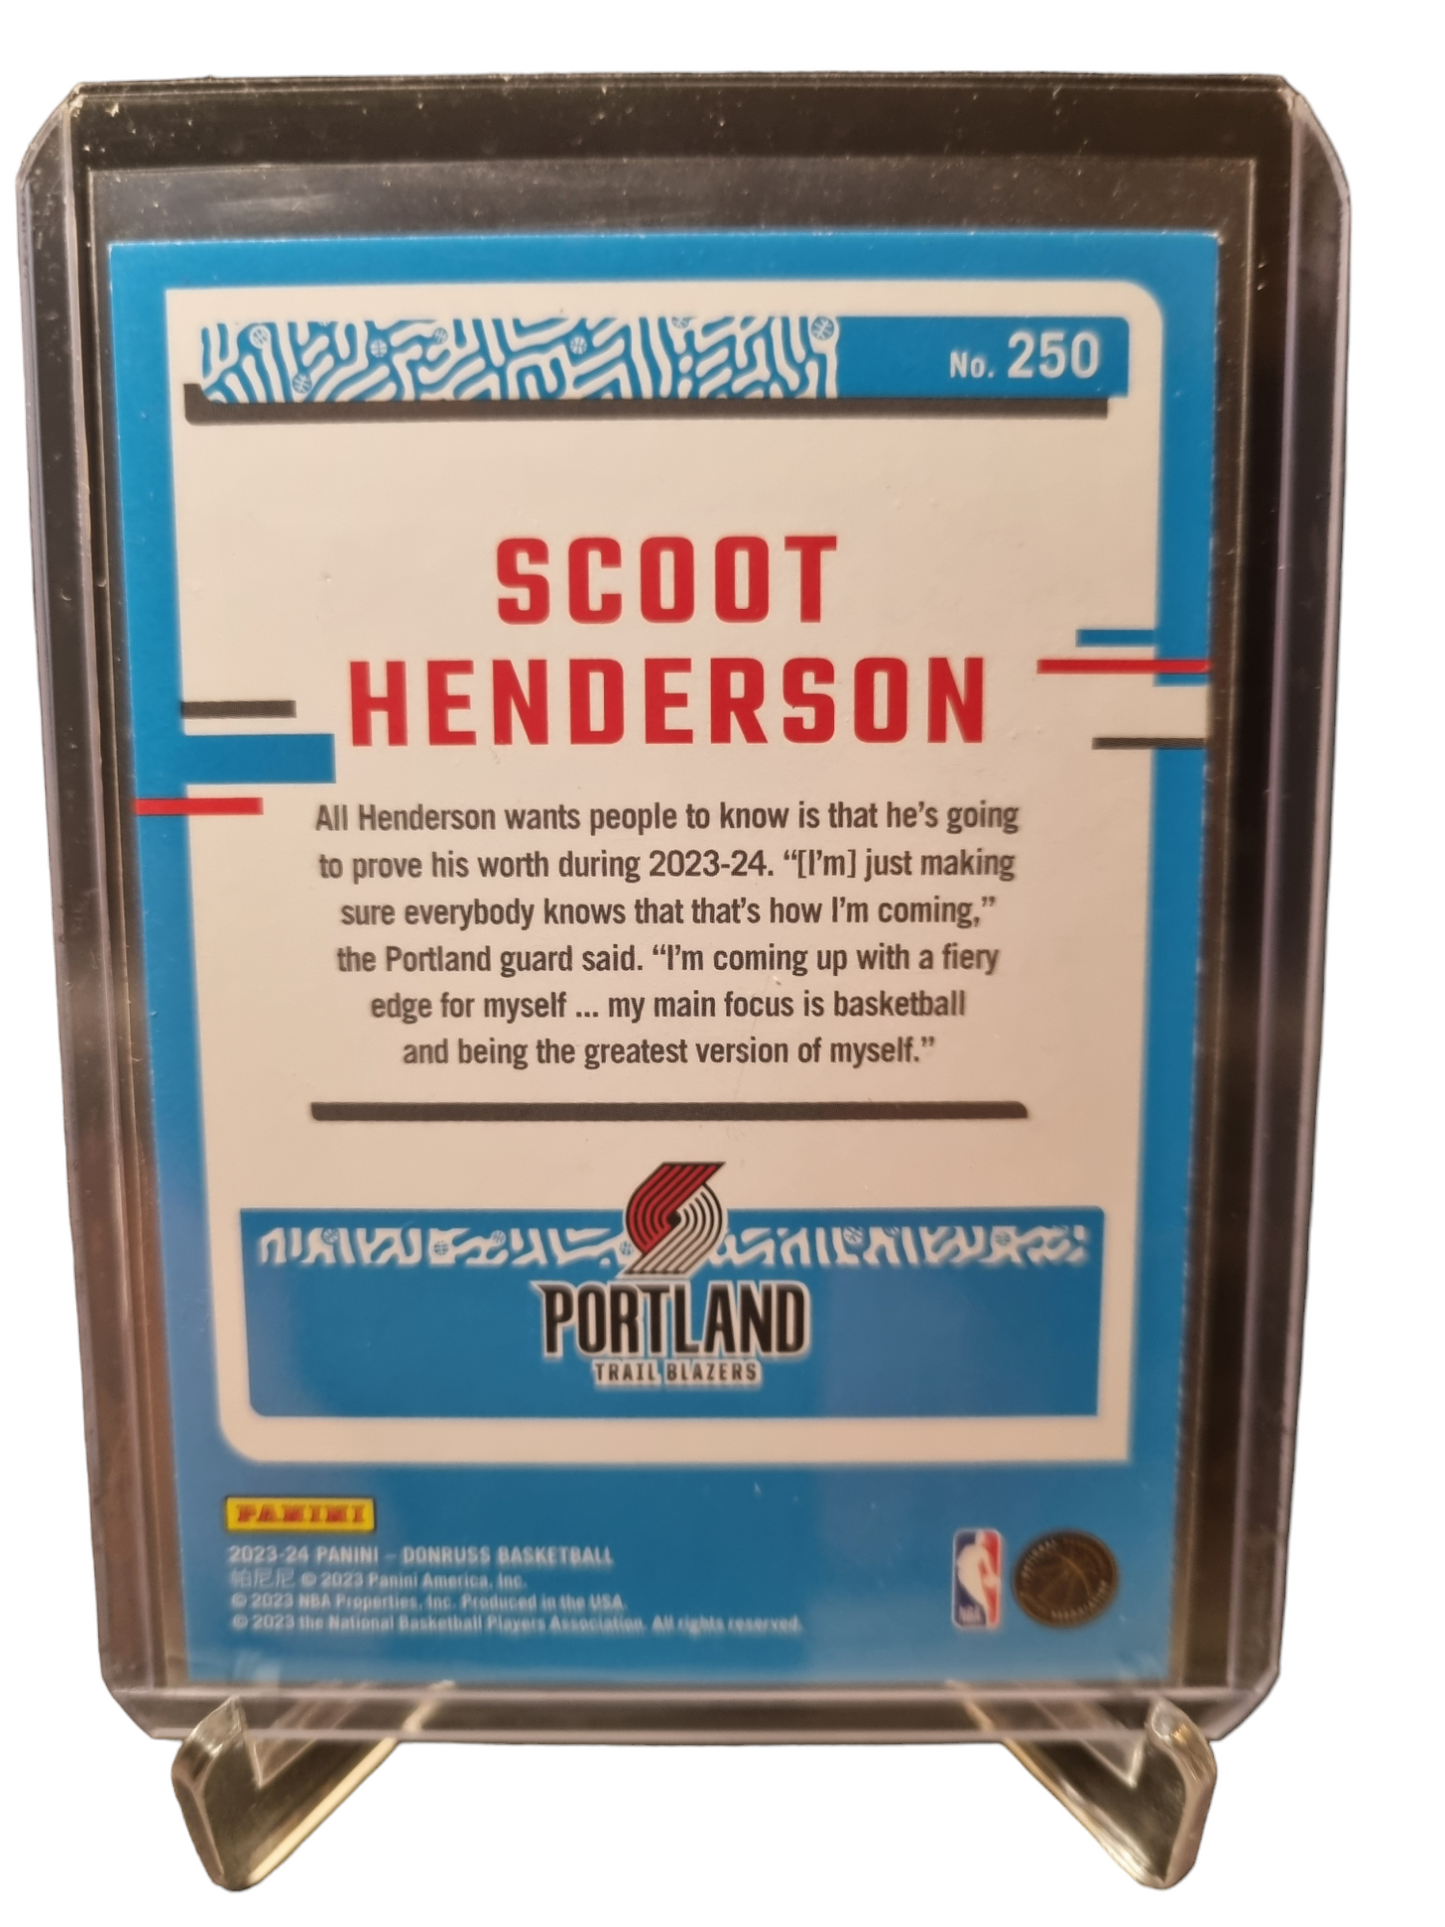 No. 250
SCOOT
HENDERSON
All Henderson wants people to know is that he's going
to prove his worth during 2023-24. “[I'm] just making
sure everybody knows that that's how I'm coming,”
the Portland guard said. “I'm coming up with a fiery
edge for myself ... my main focus is basketball
and being the greatest version of myself.”
PORTLAND
TRAIL BLAZERS
PANINI
2023-24 PANINI – DONRUSS BASKETBALL
帕尼尼 © 2023 Panini America, Inc.
© 2023 NBA Properties, Inc. Produced in the USA.
© 2023 the National Basketball Players Association. All rights reserved.
NBA